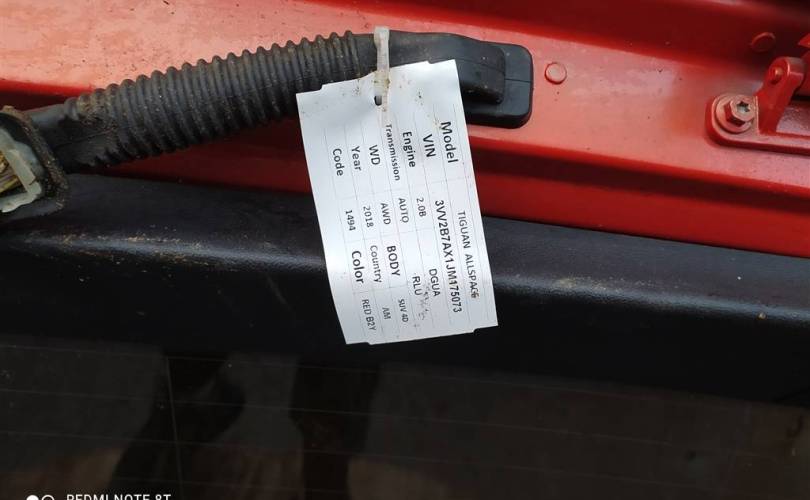 Model TIGUAN ALLSPACE
VIN 3VV2B7AX1JM175073
Engine 2.0B DGUA
Transmission AUTO RLU
WD AWD BODY SUV 4D
Year 2018 Country AM
Code 1494 Color RED B2Y
REDMI NOTE 8T